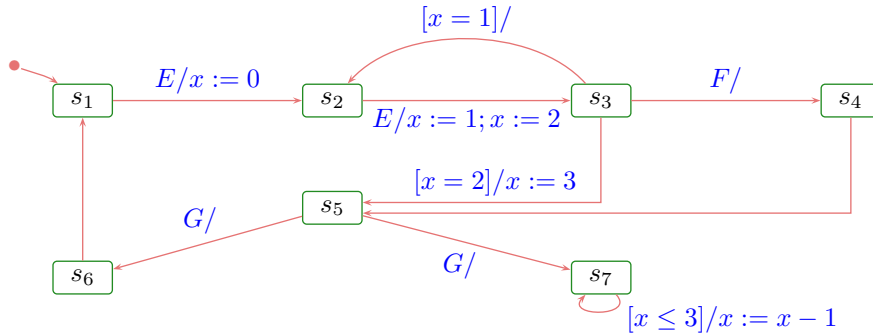 [x = 1]/
E/x := 0
F/
s1
s2
s3
s4
E/x := 1; x := 2
[x = 2]/x := 3
s5
G/
G/
s6
s7
[x ≤ 3]/x := x − 1